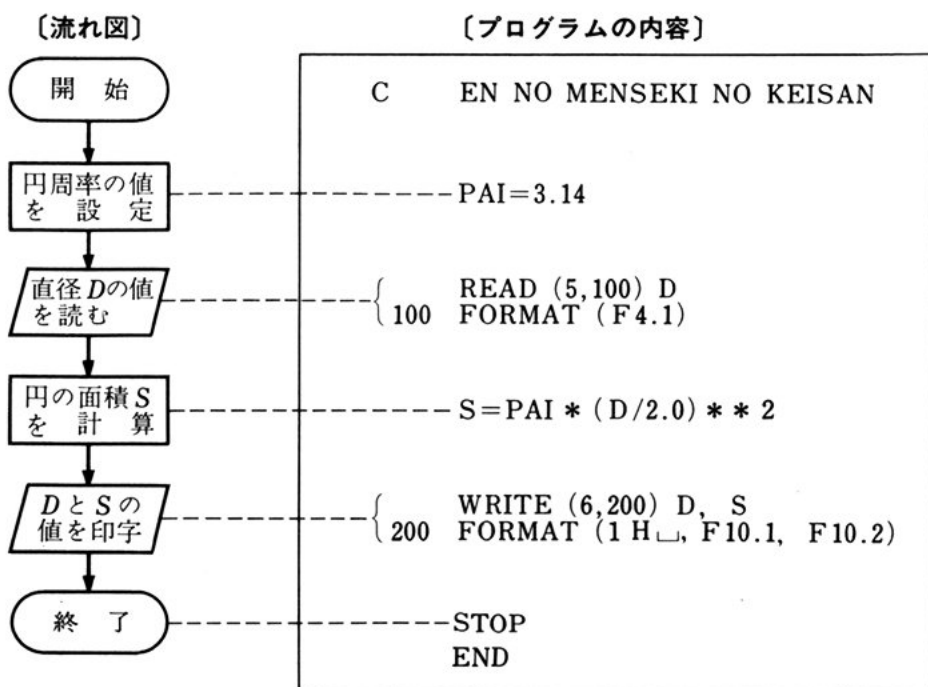 〔流れ図〕
〔プログラムの内容〕
開 始
C EN NO MENSEKI NO KEISAN
円周率の値
を 設 定
PAI=3.14
直径Dの値
を読む
READ (5,100) D
100 FORMAT (F4.1)
円の面積S
を 計 算
S=PAI * (D/2.0) * * 2
DとSの
値を印字
WRITE (6,200) D, S
200 FORMAT (1H␣, F10.1, F10.2)
終 了
STOP
END